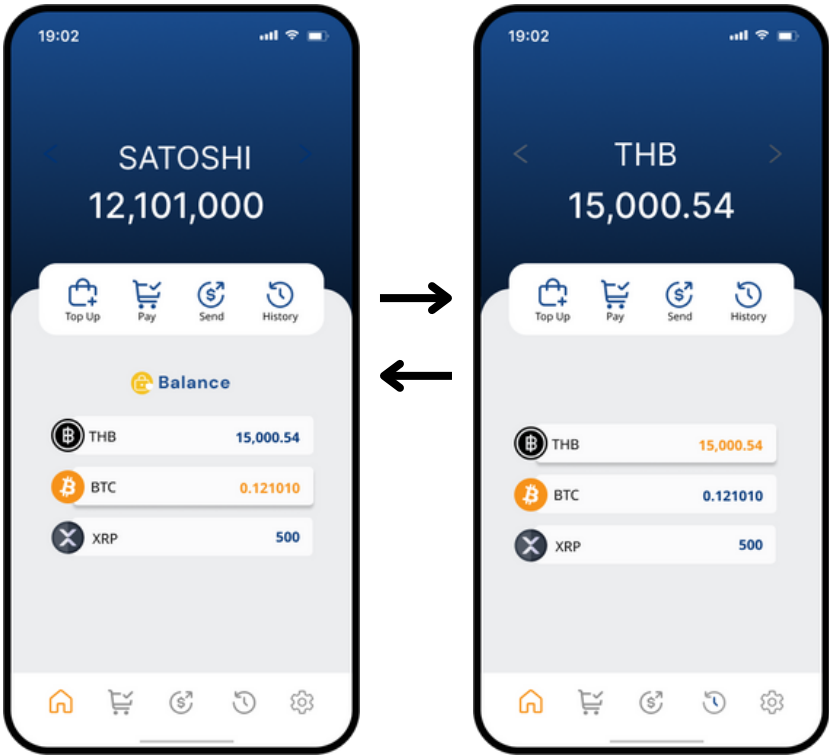 19:02
SATOSHI
12,101,000
Top Up Pay Send History
Balance
THB 15,000.54
BTC 0.121010
XRP 500
19:02
THB
15,000.54
Top Up Pay Send History
THB 15,000.54
BTC 0.121010
XRP 500